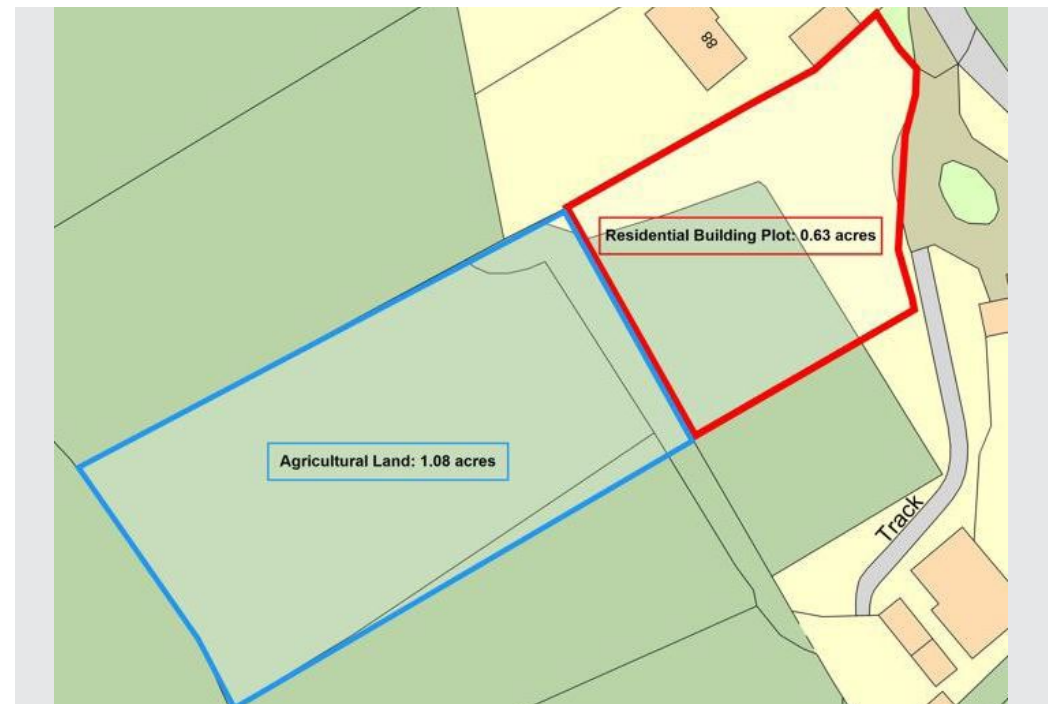 88
Residential Building Plot: 0.63 acres
Agricultural Land: 1.08 acres
Track